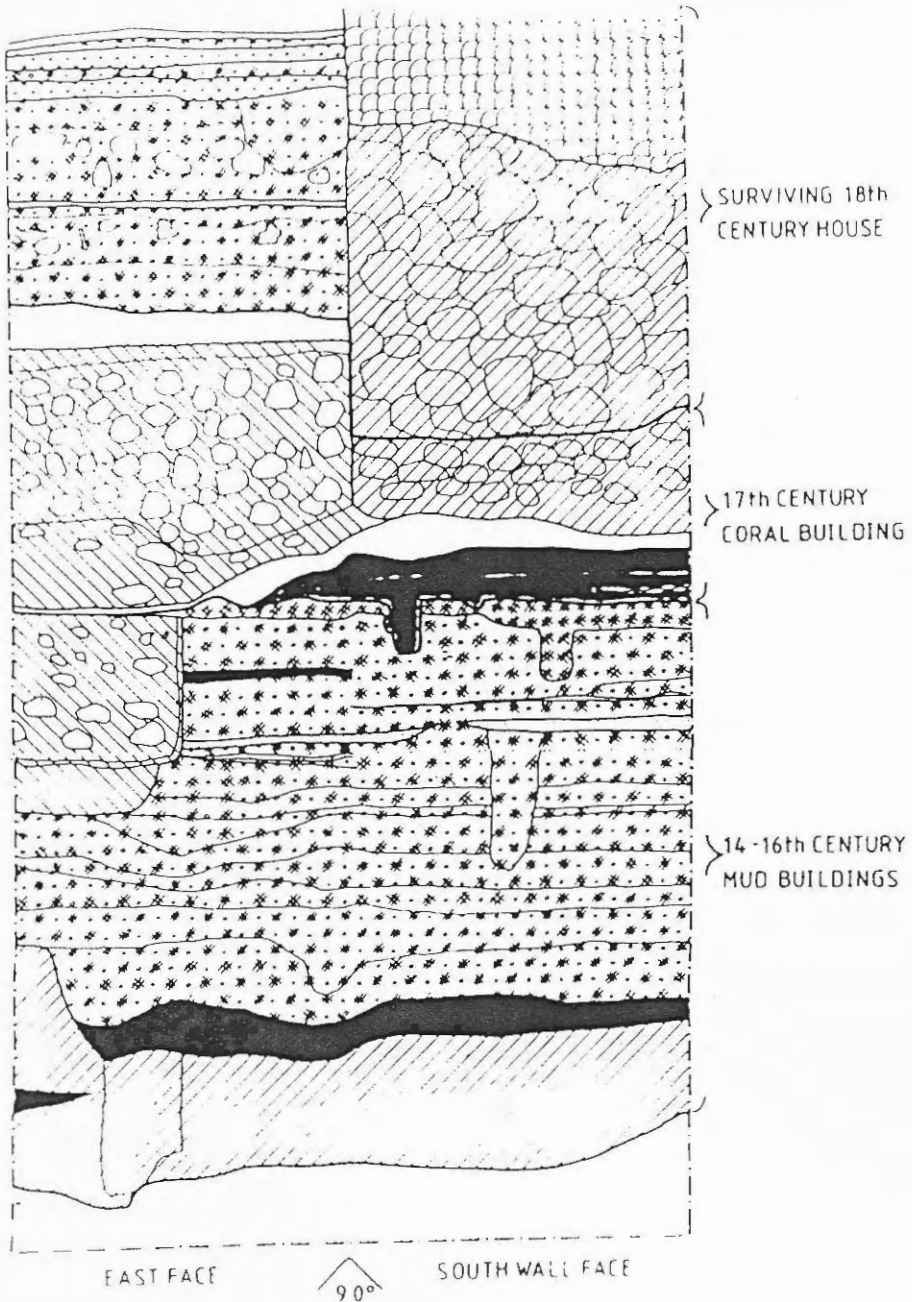 SURVIVING 18th
CENTURY HOUSE
17th CENTURY
CORAL BUILDING
14-16th CENTURY
MUD BUILDINGS
EAST FACE
90°
SOUTH WALL FACE